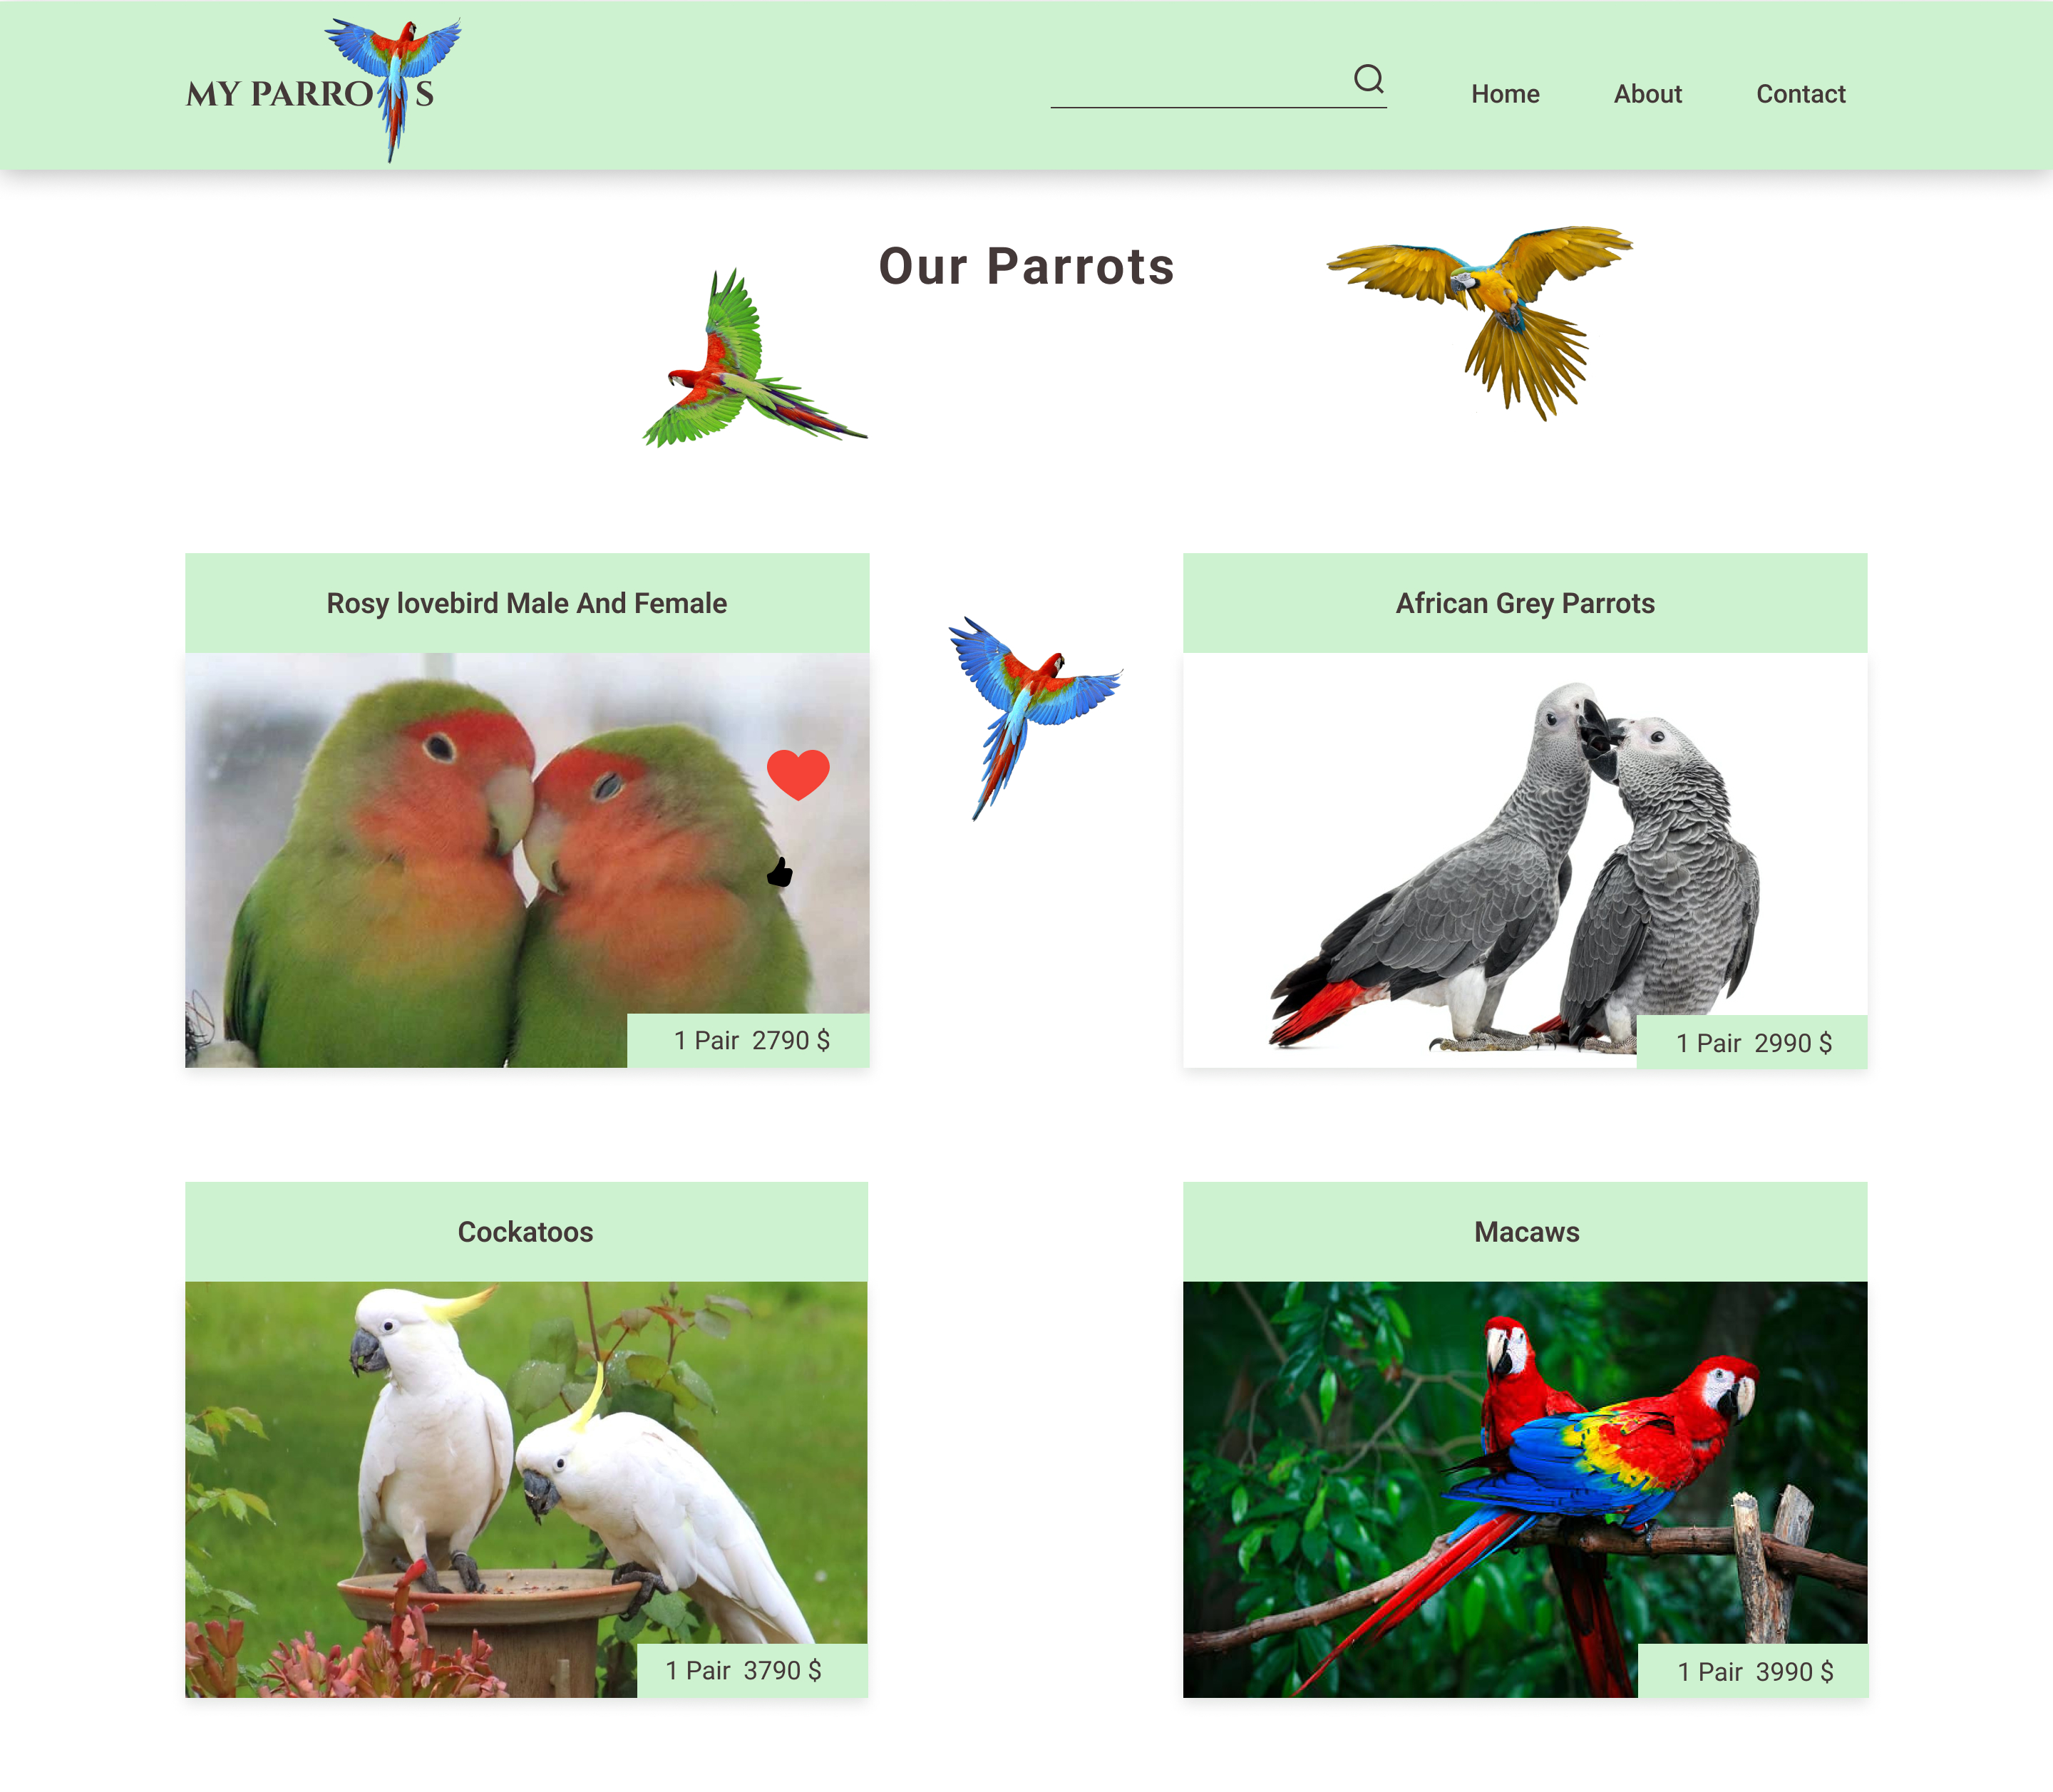 MY PARROTS
Home About Contact
Our Parrots
Rosy lovebird Male And Female
African Grey Parrots
1 Pair 2790 $
1 Pair 2990 $
Cockatoos
Macaws
1 Pair 3790 $
1 Pair 3990 $